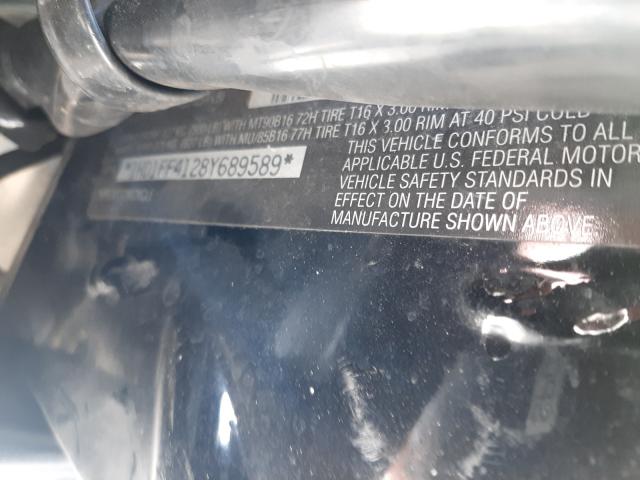 WITH MT90B16 72H TIRE T16 X 3.00 RIM
WITH MU85B16 77H TIRE T16 X 3.00 RIM AT 40 PSI COLD
THIS VEHICLE CONFORMS TO ALL
*1HD1FF4128Y689589*
APPLICABLE U.S. FEDERAL MOTOR
VEHICLE SAFETY STANDARDS IN
EFFECT ON THE DATE OF
MANUFACTURE SHOWN ABOVE